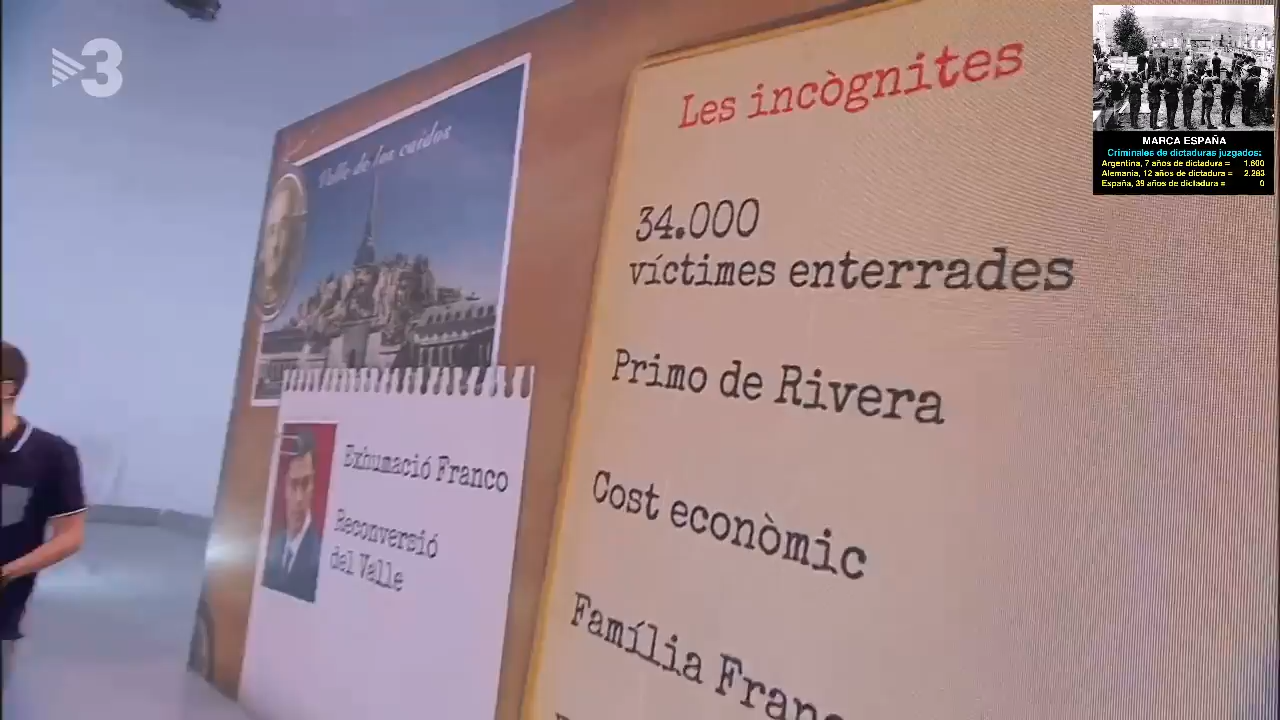 3
Valle de los caídos
Exhumació Franco
Reconversió
del Valle
Les incògnites
34.000
víctimes enterrades
Primo de Rivera
Cost econòmic
Família Franc
MARCA ESPAÑA
Criminales de dictaduras juzgados:
Argentina, 7 años de dictadura = 1.600
Alemania, 12 años de dictadura = 2.283
España, 39 años de dictadura = 0